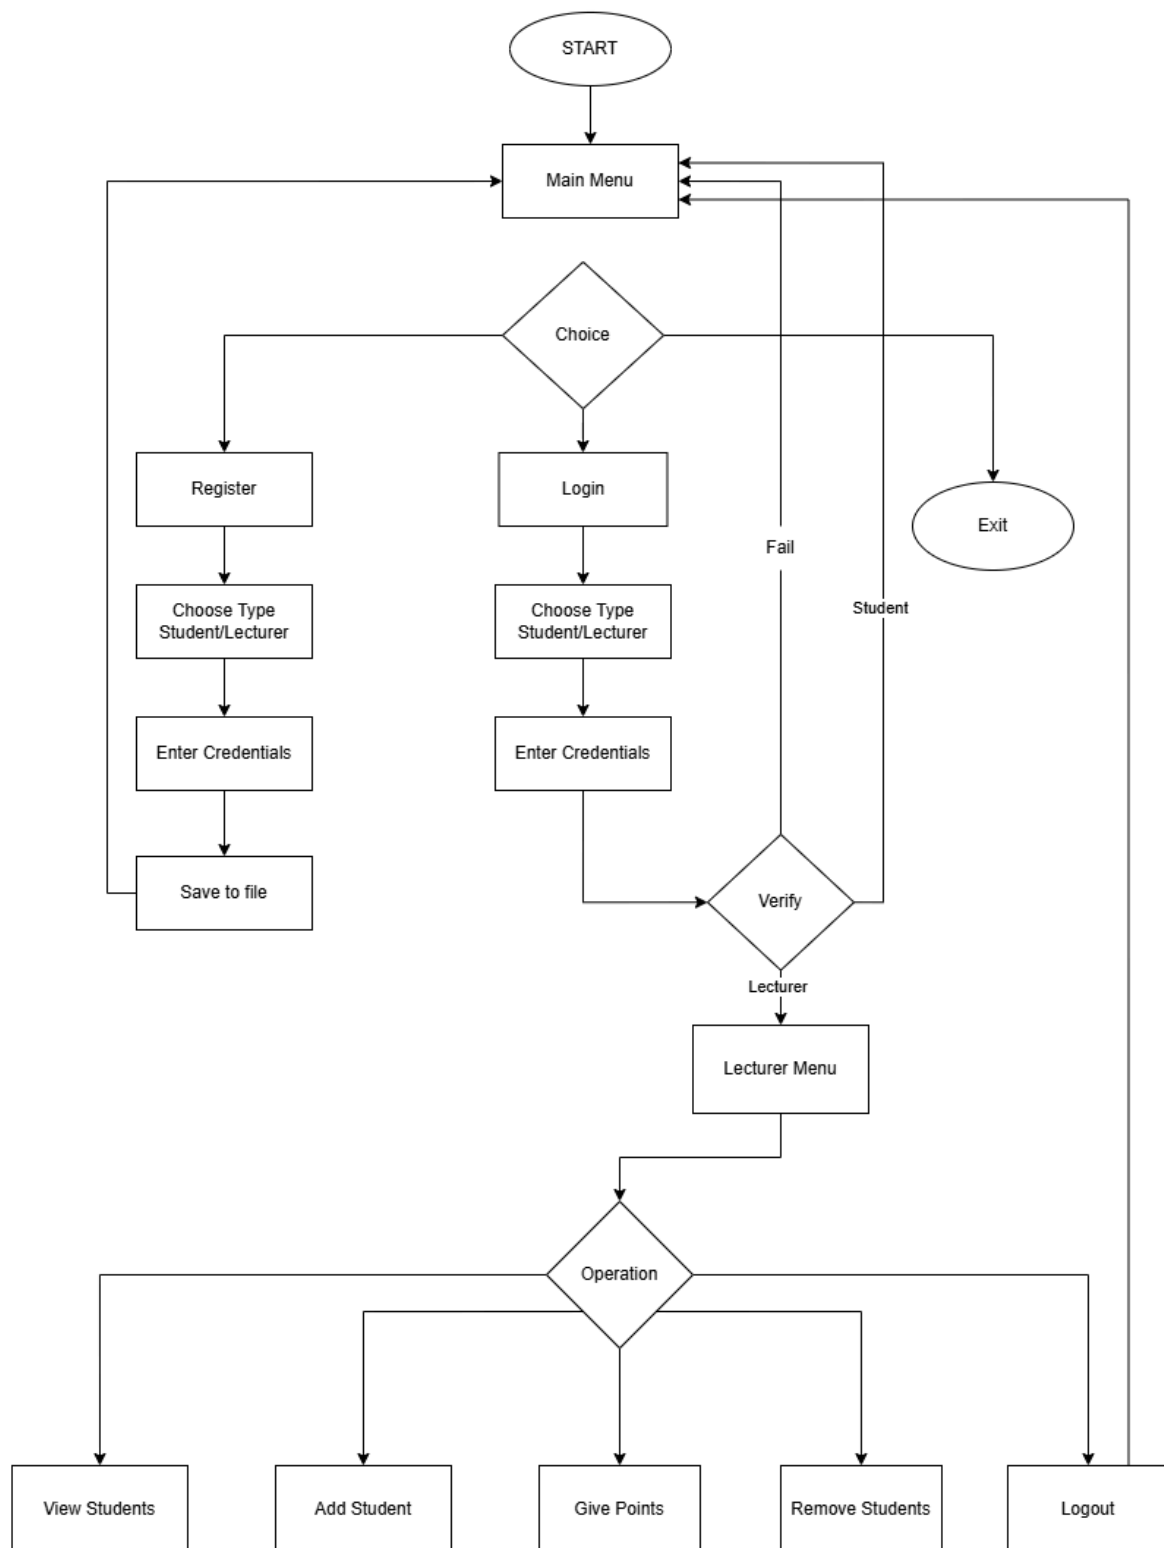 START
Main Menu
Choice
Register
Login
Exit
Fail
Choose Type
Student/Lecturer
Choose Type
Student/Lecturer
Student
Enter Credentials
Enter Credentials
Save to file
Verify
Lecturer
Lecturer Menu
Operation
View Students
Add Student
Give Points
Remove Students
Logout